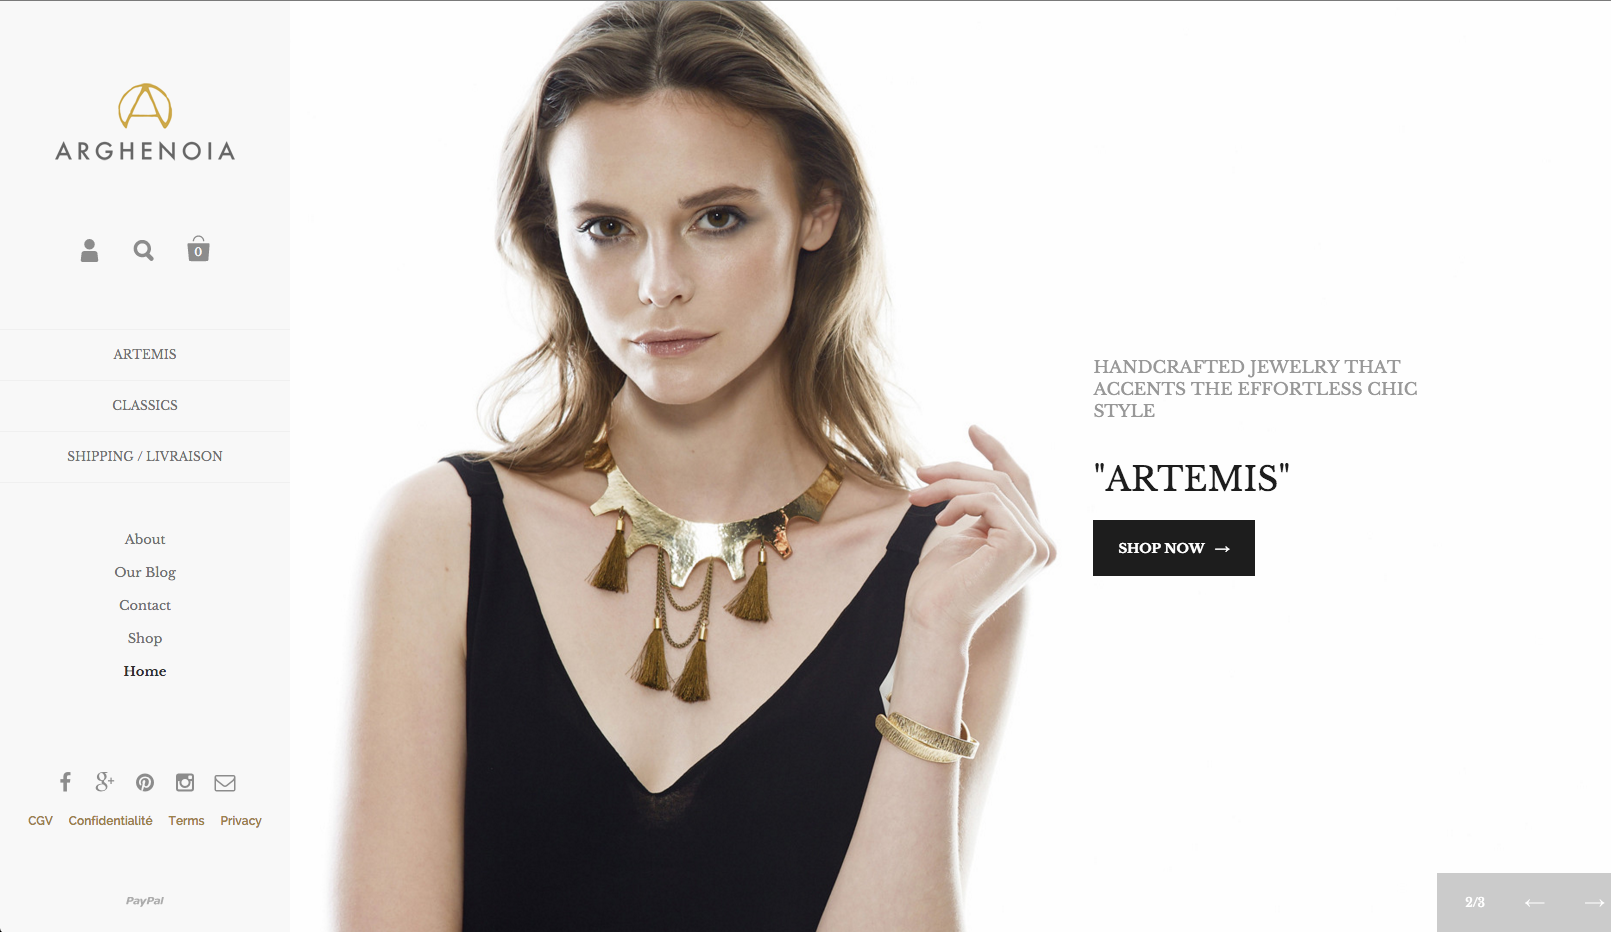 ARGHENOIA
0
ARTEMIS
CLASSICS
SHIPPING / LIVRAISON
About
Our Blog
Contact
Shop
Home
CGV Confidentialité Terms Privacy
PayPal
HANDCRAFTED JEWELRY THAT
ACCENTS THE EFFORTLESS CHIC
STYLE
"ARTEMIS"
SHOP NOW →
2/3 ← →